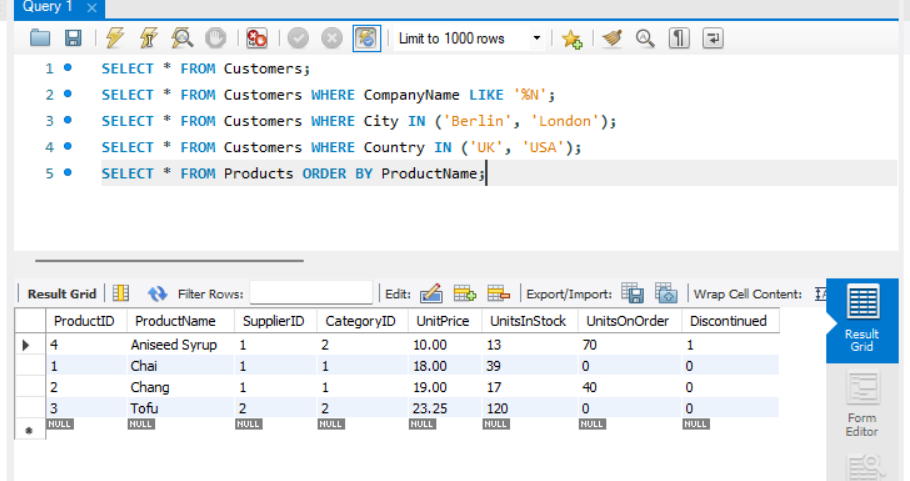 Query 1
Limit to 1000 rows
1 SELECT * FROM Customers;
2 SELECT * FROM Customers WHERE CompanyName LIKE '%N';
3 SELECT * FROM Customers WHERE City IN ('Berlin', 'London');
4 SELECT * FROM Customers WHERE Country IN ('UK', 'USA');
5 SELECT * FROM Products ORDER BY ProductName;
Result Grid Filter Rows: Edit: Export/Import: Wrap Cell Content:
ProductID ProductName SupplierID CategoryID UnitPrice UnitsInStock UnitsOnOrder Discontinued
4 Aniseed Syrup 1 2 10.00 13 70 1
1 Chai 1 1 18.00 39 0 0
2 Chang 1 1 19.00 17 40 0
3 Tofu 2 2 23.25 120 0 0
NULL NULL NULL NULL NULL NULL NULL NULL
Result
Grid
Form
Editor